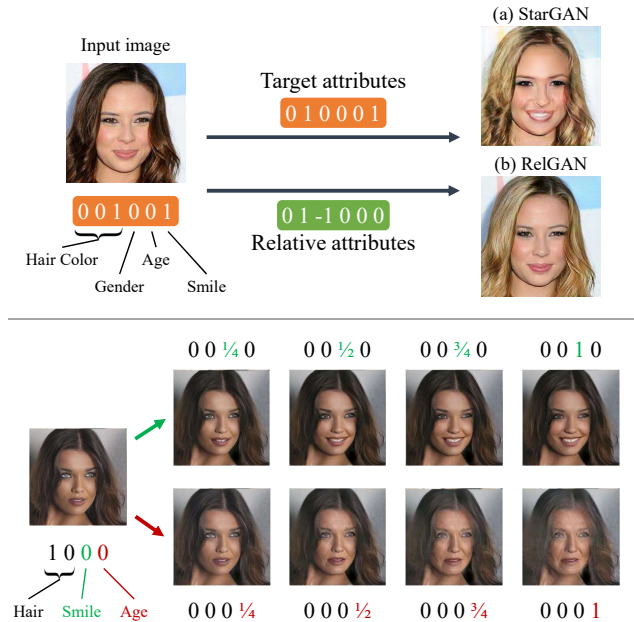 (a) StarGAN
Input image
Target attributes
0 1 0 0 0 1
(b) RelGAN
0 0 1 0 0 1
0 1 -1 0 0 0
Relative attributes
Hair Color
Age
Gender
Smile
0 0 ¼ 0
0 0 ½ 0
0 0 ¾ 0
0 0 1 0
1 0 0 0
Hair
Smile
Age
0 0 0 ¼
0 0 0 ½
0 0 0 ¾
0 0 0 1